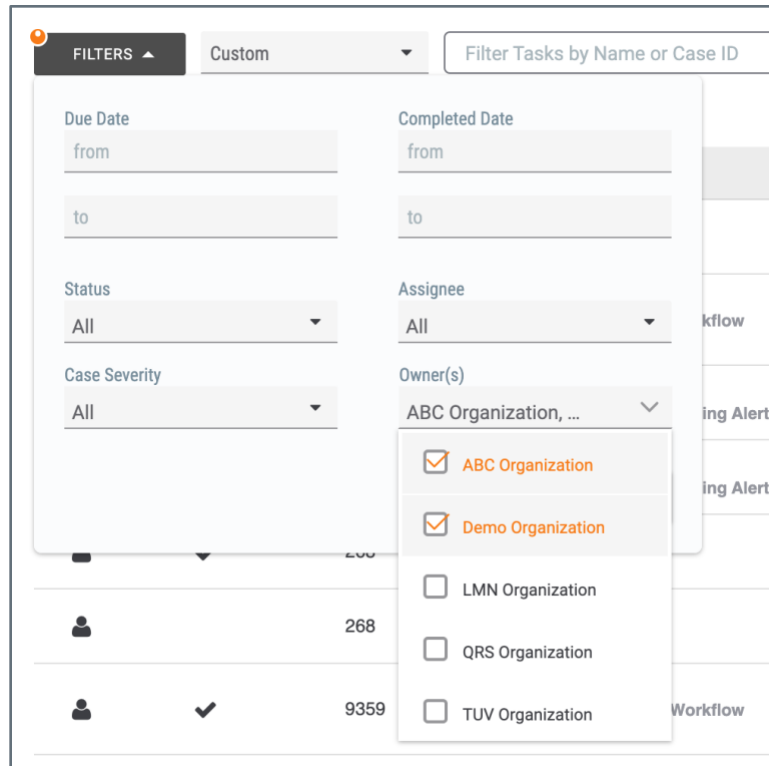 FILTERS
Custom
Filter Tasks by Name or Case ID
Due Date
Completed Date
from
from
to
to
Status
Assignee
All
All
kflow
Case Severity
Owner(s)
All
ABC Organization, ...
ing Alert
ABC Organization
ing Alert
Demo Organization
LMN Organization
268
QRS Organization
9359
Workflow
TUV Organization